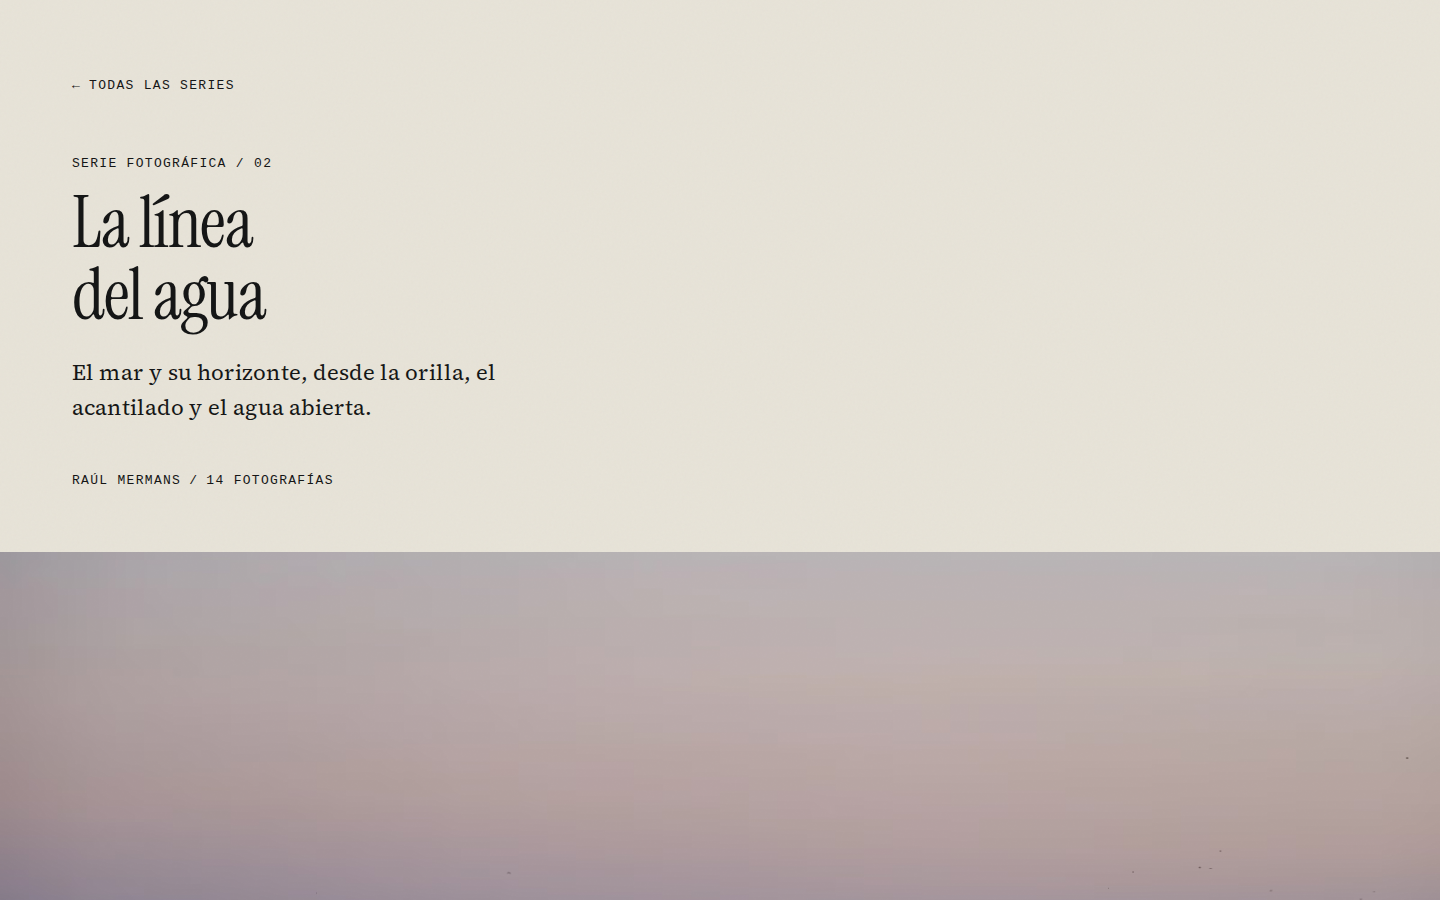 ← TODAS LAS SERIES
SERIE FOTOGRÁFICA / 02
La línea
del agua
El mar y su horizonte, desde la orilla, el
acantilado y el agua abierta.
RAÚL MERMANS / 14 FOTOGRAFÍAS